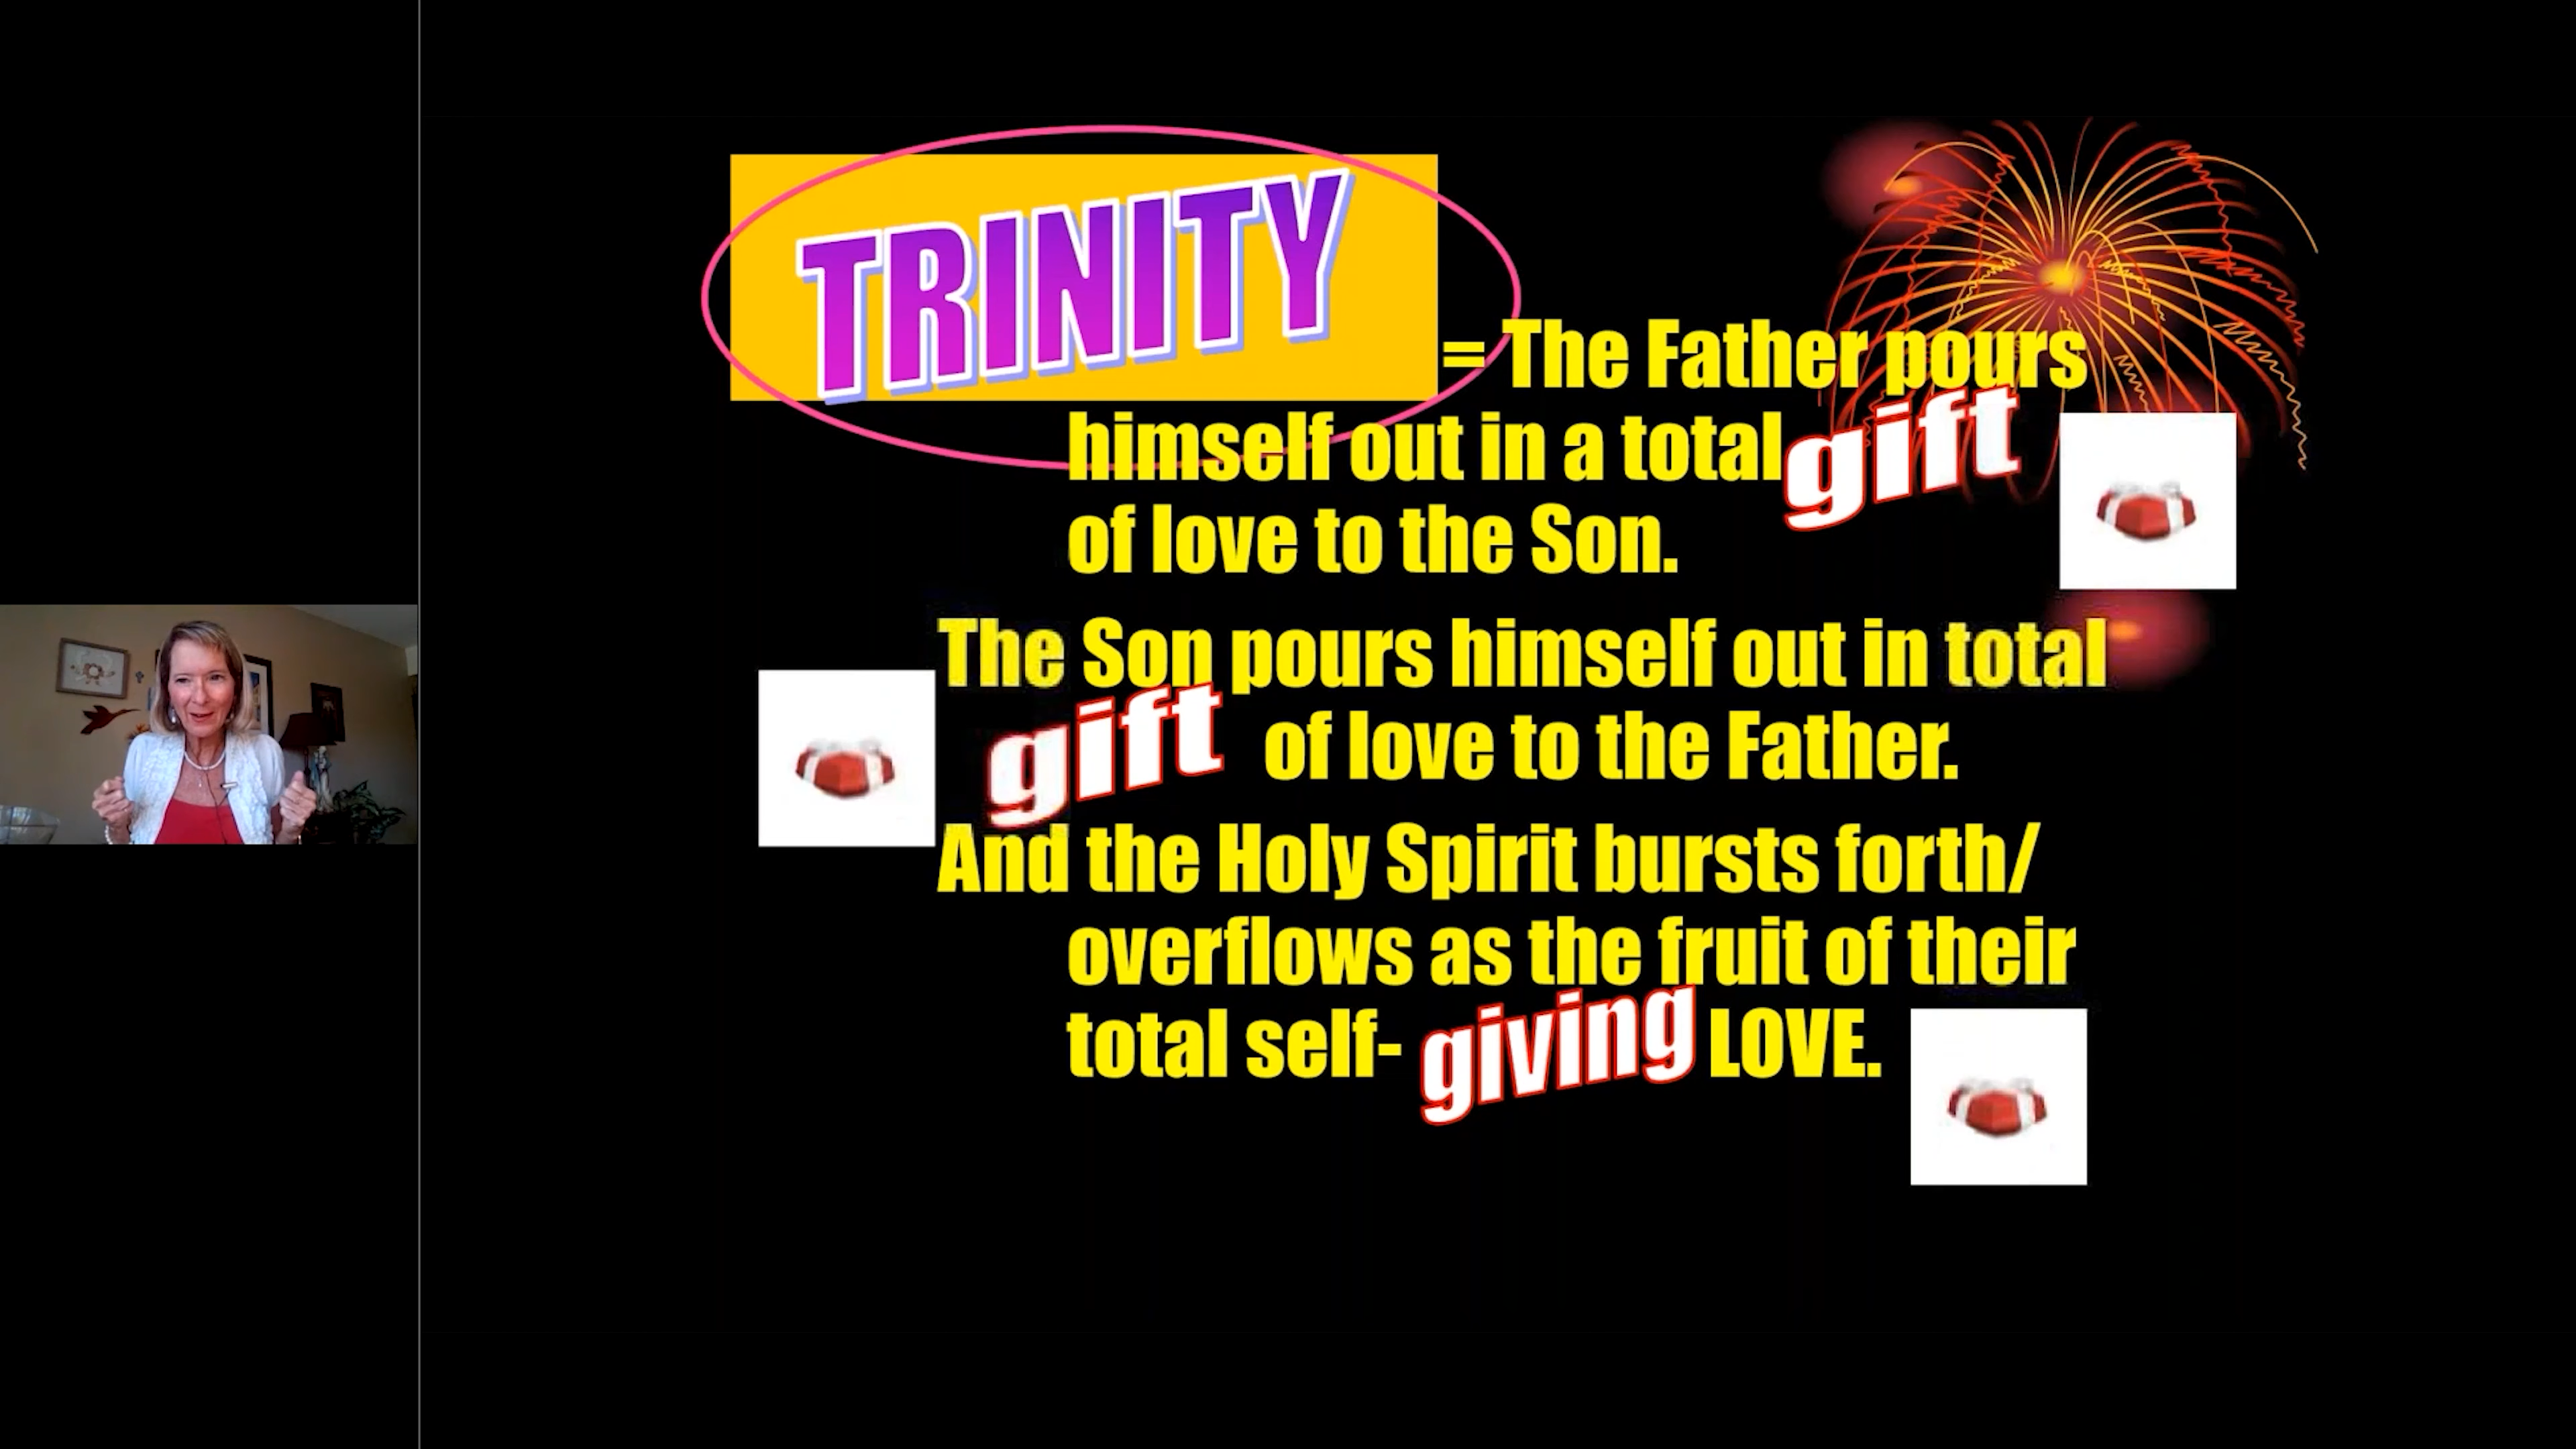 TRINITY
= The Father pours
himself out in a total gift
of love to the Son.
The Son pours himself out in total
gift of love to the Father.
And the Holy Spirit bursts forth/
overflows as the fruit of their
total self- giving LOVE.